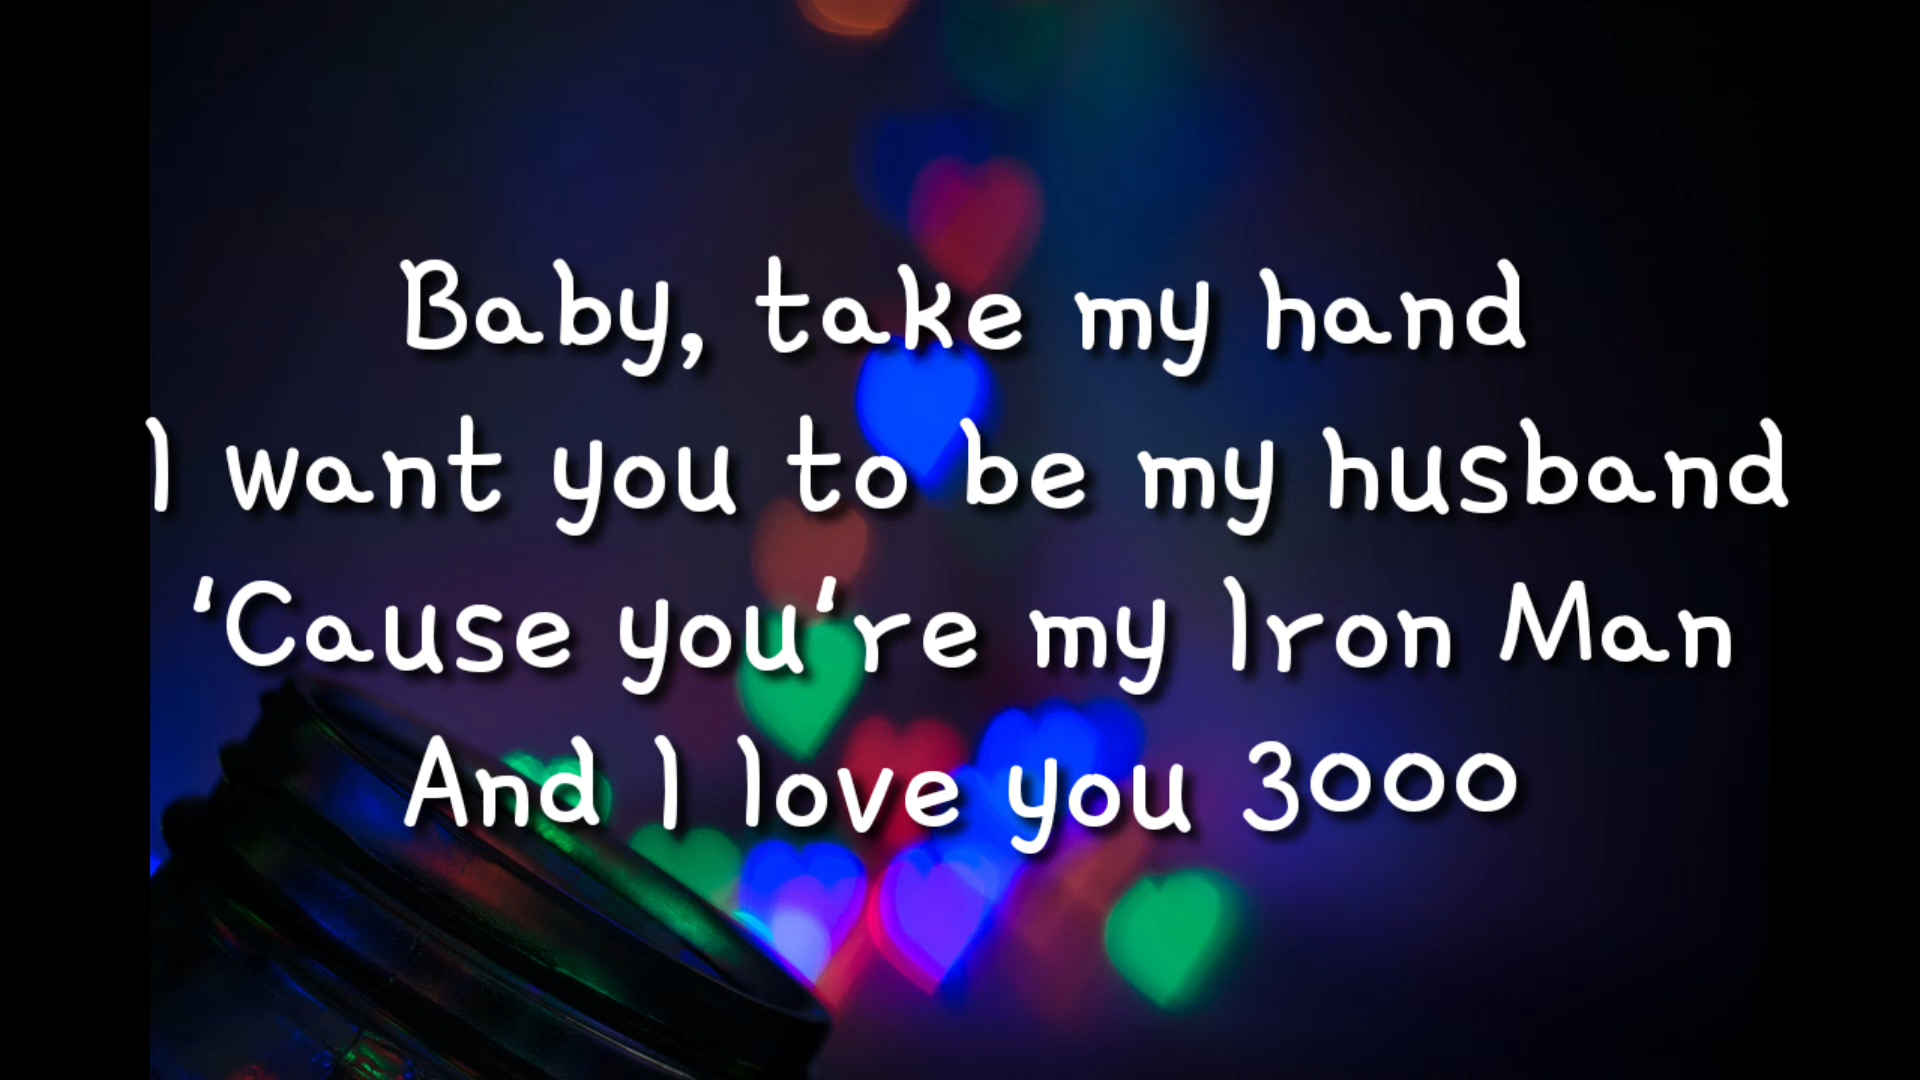 Baby, take my hand
I want you to be my husband
'Cause you're my Iron Man
And I love you 3000